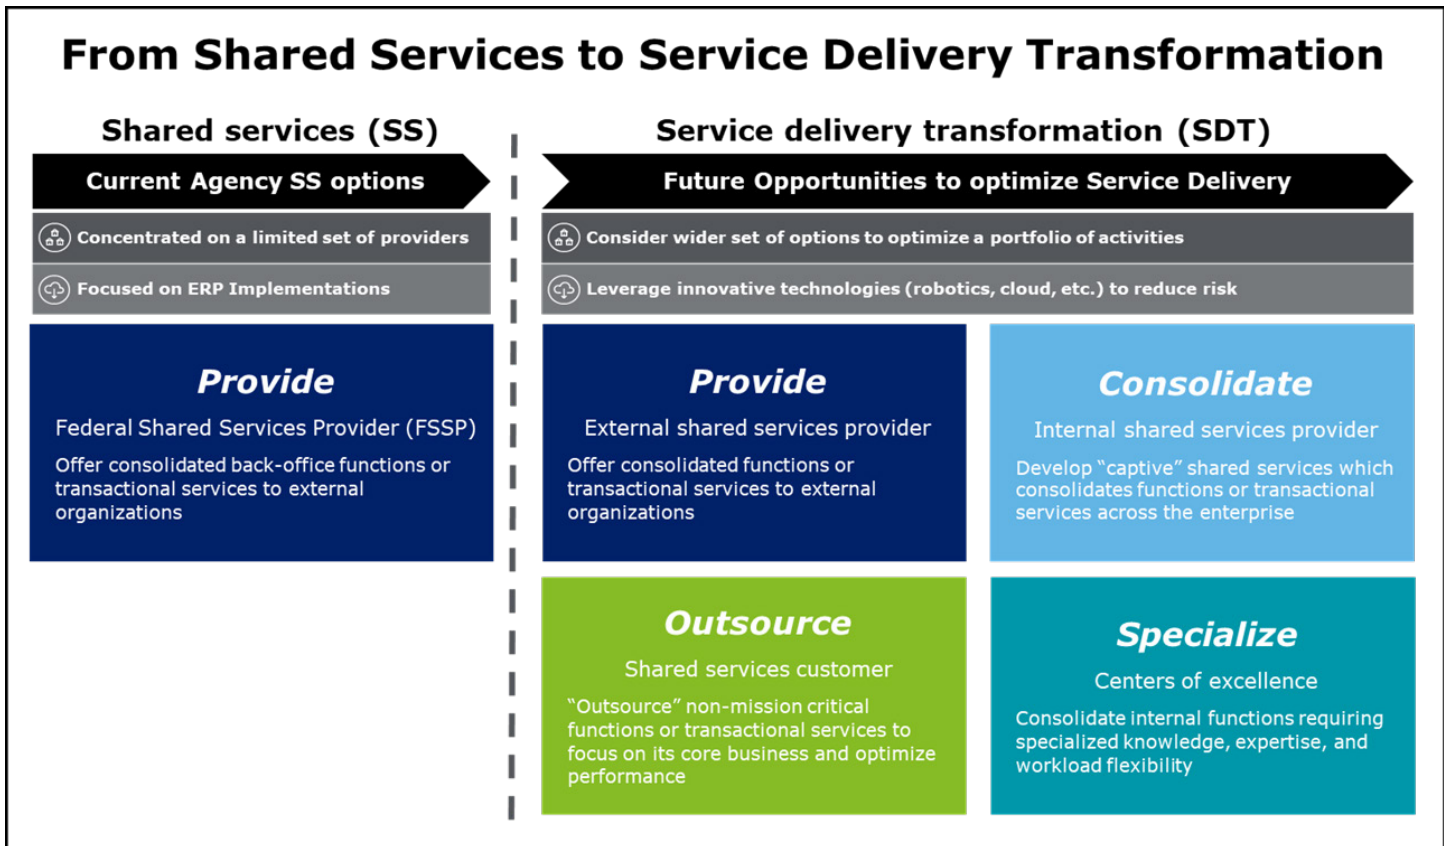 From Shared Services to Service Delivery Transformation
Shared services (SS)
Current Agency SS options
Concentrated on a limited set of providers
Focused on ERP Implementations
Provide
Federal Shared Services Provider (FSSP)
Offer consolidated back-office functions or
transactional services to external
organizations
Service delivery transformation (SDT)
Future Opportunities to optimize Service Delivery
Consider wider set of options to optimize a portfolio of activities
Leverage innovative technologies (robotics, cloud, etc.) to reduce risk
Provide
External shared services provider
Offer consolidated functions or
transactional services to external
organizations
Consolidate
Internal shared services provider
Develop “captive” shared services which
consolidates functions or transactional
services across the enterprise
Outsource
Shared services customer
“Outsource” non-mission critical
functions or transactional services to
focus on its core business and optimize
performance
Specialize
Centers of excellence
Consolidate internal functions requiring
specialized knowledge, expertise, and
workload flexibility